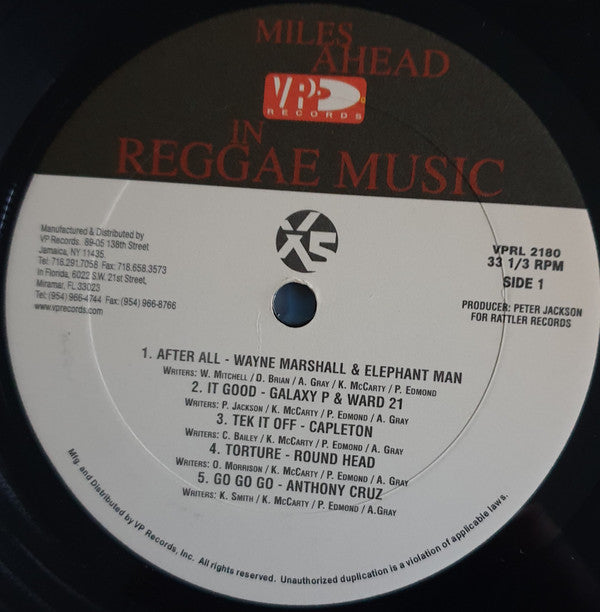 MILES
AHEAD
VP
RECORDS
IN
REGGAE MUSIC
Manufactured & Distributed by
VP Records. 89-05 138th Street
Jamaica, NY 11435.
Tel: 718.291.7058 Fax: 718.658.3573
In Florida, 6022 S.W. 21st Street,
Miramar, FL 33023
Tel: (954) 966-4744 Fax: (954) 966-8766
www.vprecords.com
VPRL 2180
33 1/3 RPM
SIDE 1
PRODUCER: PETER JACKSON
FOR RATTLER RECORDS
1. AFTER ALL - WAYNE MARSHALL & ELEPHANT MAN
WRITERS: W. MITCHELL / D. BRIAN / A. GRAY / K. MCCARTY / P. EDMOND
2. IT GOOD - GALAXY P & WARD 21
WRITERS: P. JACKSON / K. MCCARTY / P. EDMOND / A. GRAY
3. TEK IT OFF - CAPLETON
WRITERS: C. BAILEY / K. MCCARTY / P. EDMOND / A. GRAY
4. TORTURE - ROUND HEAD
WRITERS: O. MORRISON / K. MCCARTY / P. EDMOND / A. GRAY
5. GO GO GO - ANTHONY CRUZ
WRITERS: K. SMITH / K. MCCARTY / P. EDMOND / A.GRAY
Mfg. and Distributed by VP Records, Inc. All rights reserved. Unauthorized duplication is a violation of applicable laws.